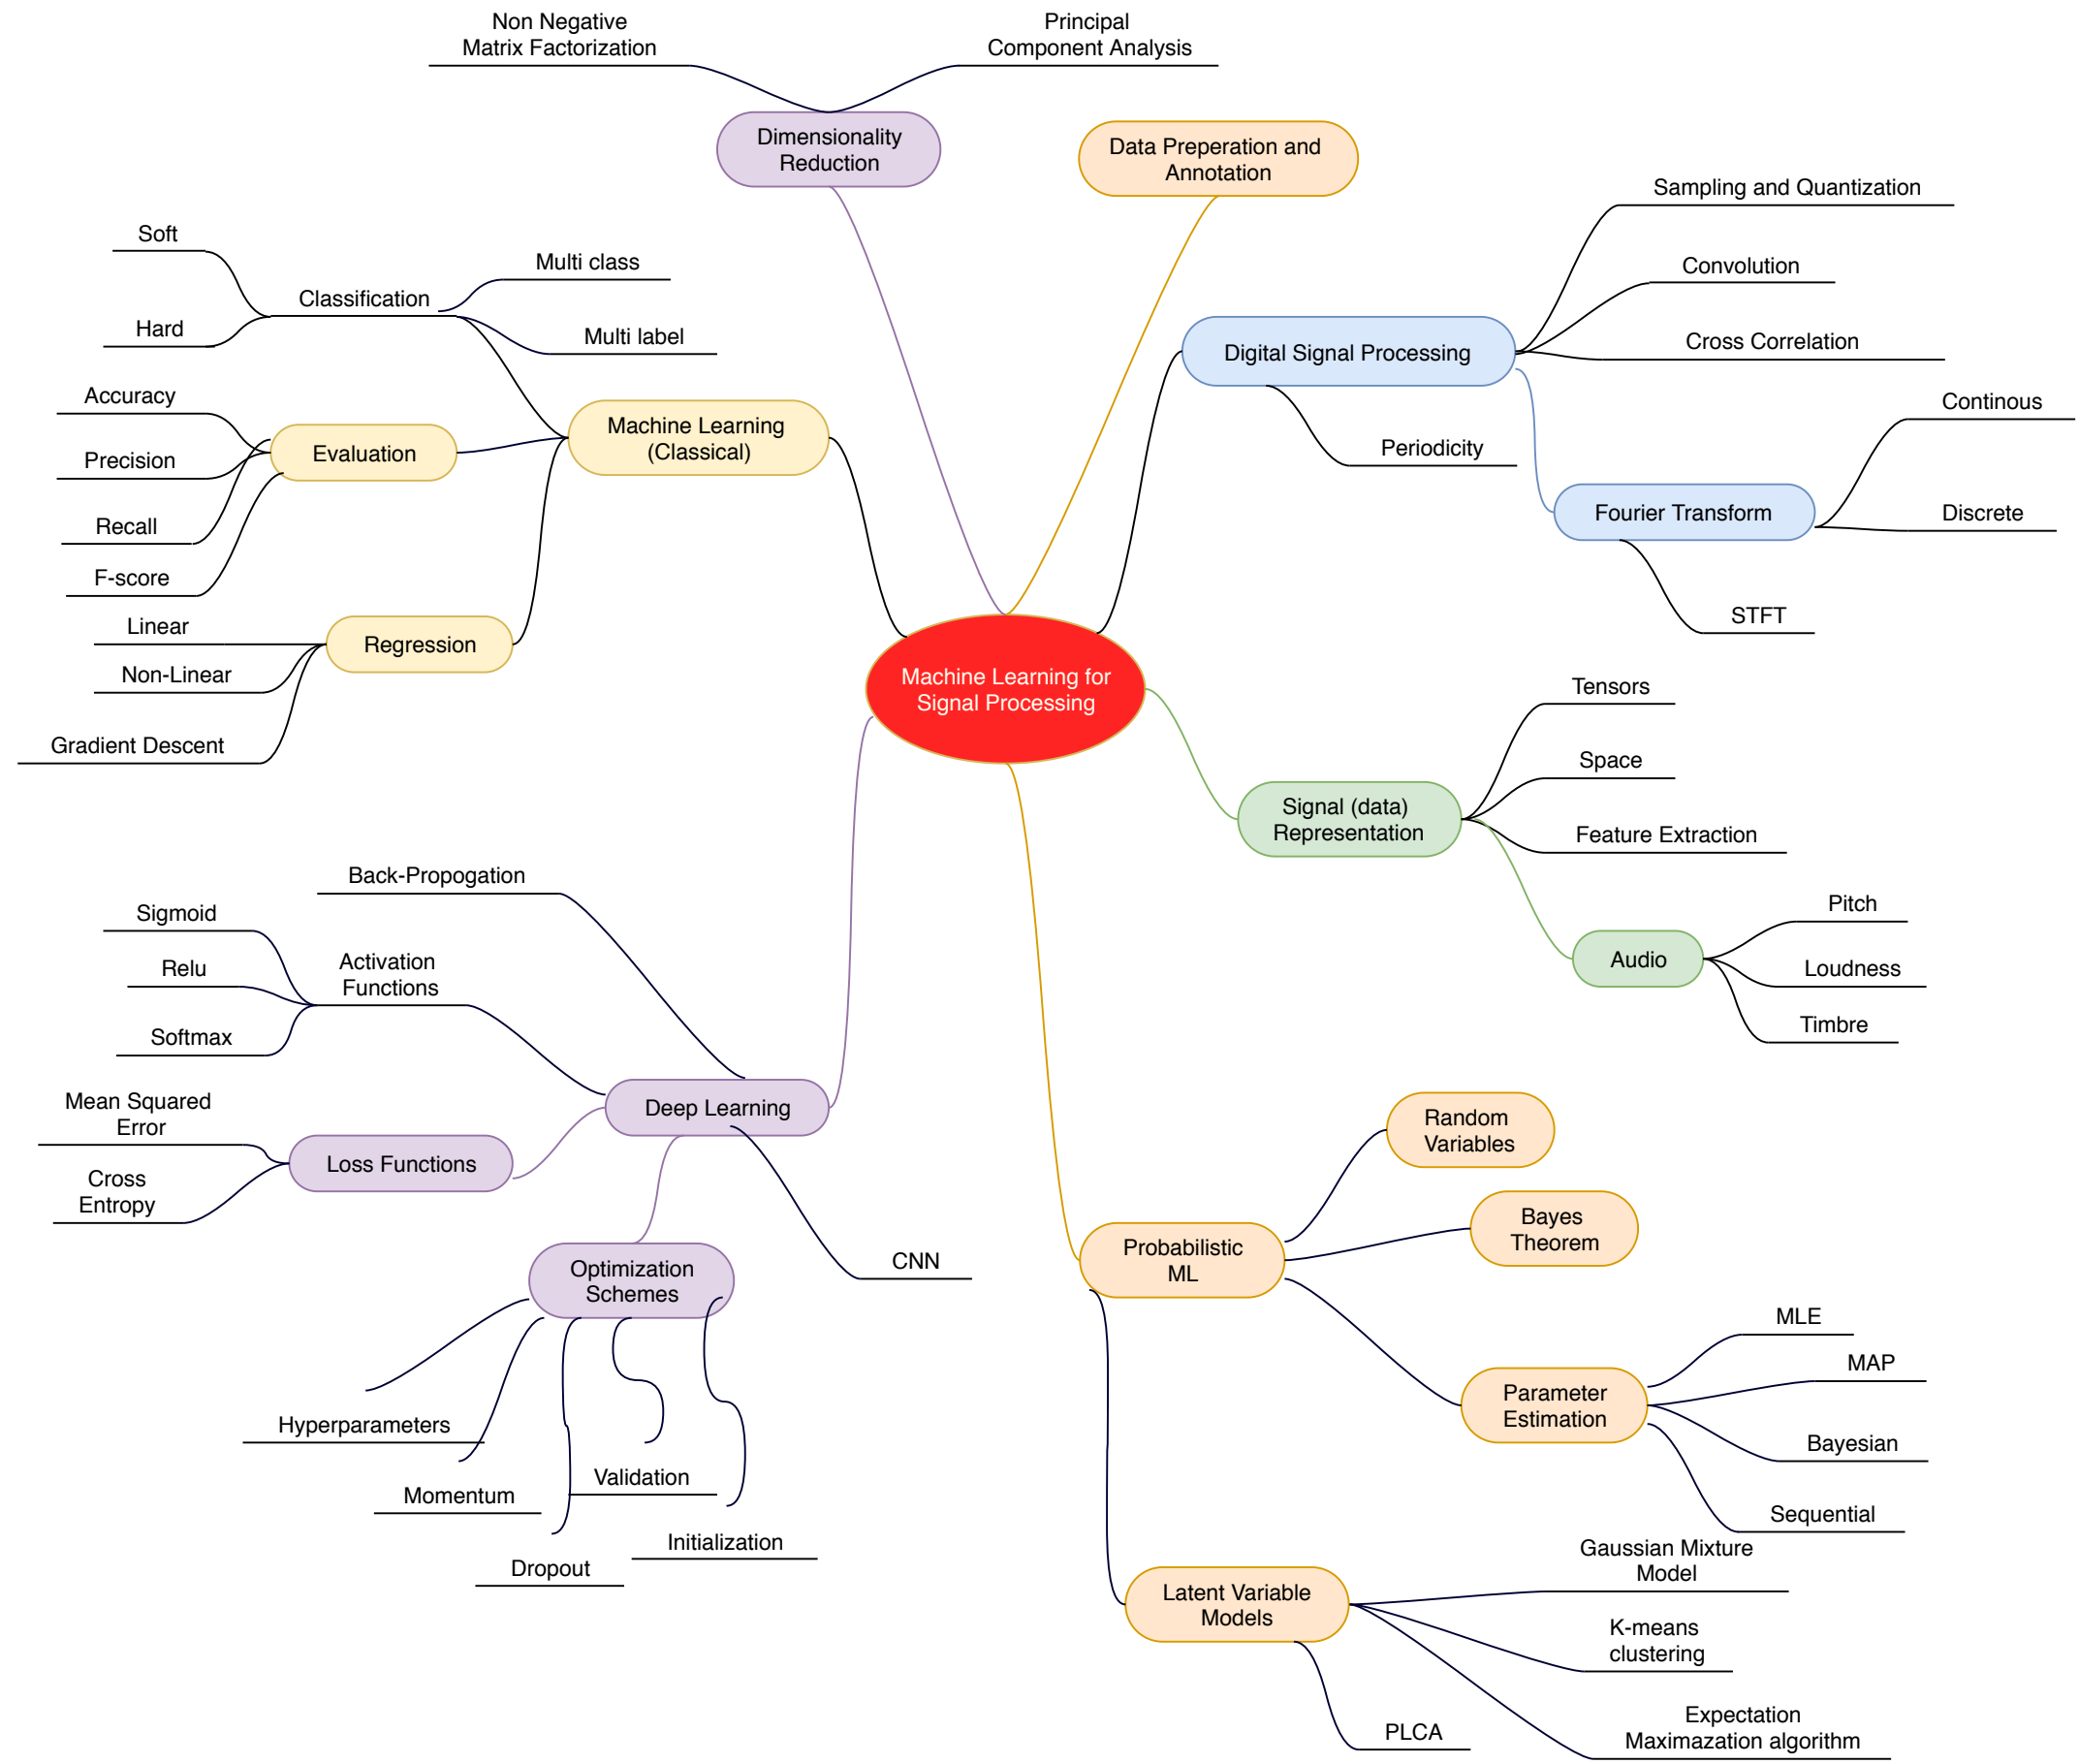 Non Negative
Matrix Factorization
Principal
Component Analysis
Dimensionality
Reduction
Data Preperation and
Annotation
Sampling and Quantization
Convolution
Cross Correlation
Digital Signal Processing
Periodicity
Continous
Fourier Transform
Discrete
STFT
Soft
Hard
Classification
Multi class
Multi label
Accuracy
Precision
Recall
F-score
Evaluation
Machine Learning
(Classical)
Linear
Non-Linear
Gradient Descent
Regression
Machine Learning for
Signal Processing
Tensors
Space
Feature Extraction
Signal (data)
Representation
Audio
Pitch
Loudness
Timbre
Back-Propogation
Sigmoid
Relu
Softmax
Activation
Functions
Mean Squared
Error
Cross
Entropy
Loss Functions
Deep Learning
CNN
Optimization
Schemes
Hyperparameters
Momentum
Validation
Dropout
Initialization
Random
Variables
Bayes
Theorem
Probabilistic
ML
MLE
MAP
Parameter
Estimation
Bayesian
Sequential
Gaussian Mixture
Model
Latent Variable
Models
K-means
clustering
PLCA
Expectation
Maximazation algorithm